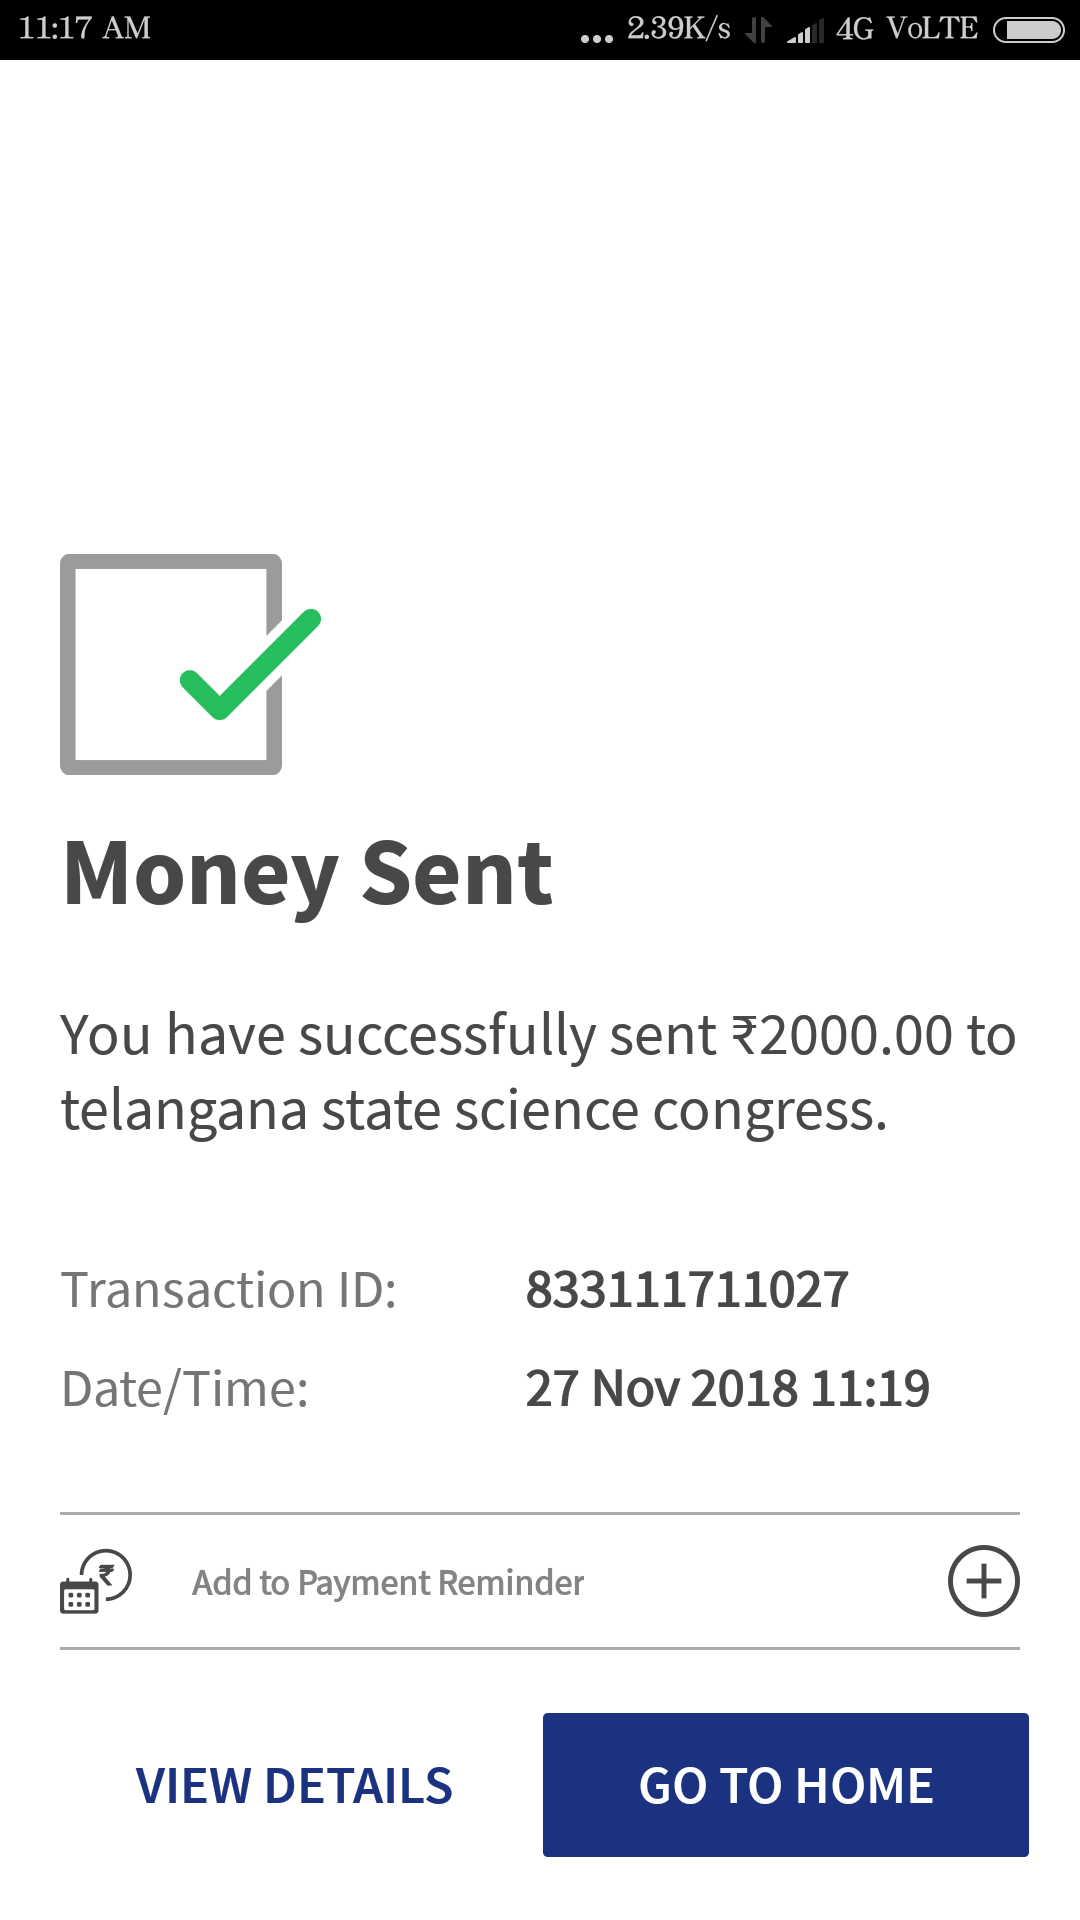 11:17 AM
... 2.39K/s 4G VoLTE
Money Sent
You have successfully sent ₹2000.00 to
telangana state science congress.
Transaction ID: 833111711027
Date/Time: 27 Nov 2018 11:19
₹ Add to Payment Reminder
VIEW DETAILS GO TO HOME